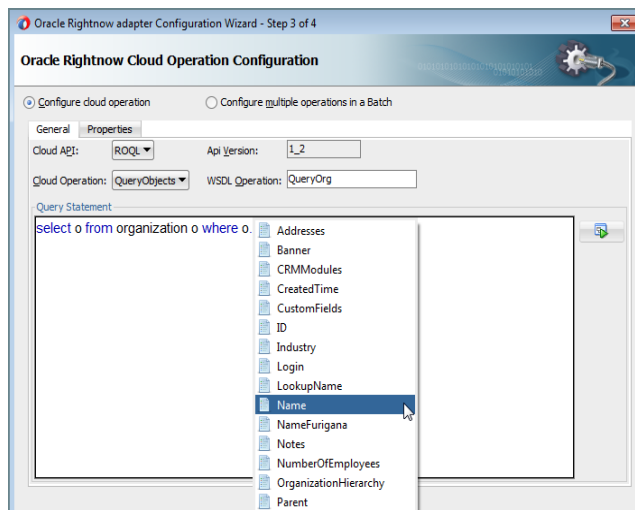 Oracle Rightnow adapter Configuration Wizard - Step 3 of 4
Oracle Rightnow Cloud Operation Configuration
Configure cloud operation Configure multiple operations in a Batch
General Properties
Cloud API: ROQL Api Version: 1_2
Cloud Operation: QueryObjects WSDL Operation: QueryOrg
Query Statement
select o from organization o where o.
Addresses
Banner
CRMModules
CreatedTime
CustomFields
ID
Industry
Login
LookupName
Name
NameFurigana
Notes
NumberOfEmployees
OrganizationHierarchy
Parent